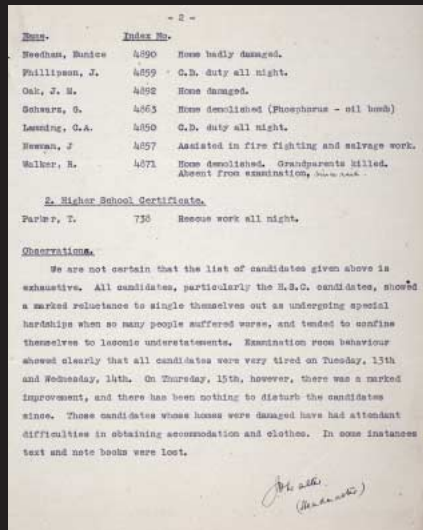 - 2 -
Name. Index No.
Needham, Eunice 4890 Home badly damaged.
Phillipson, J. 4859 C.D. duty all night.
Oak, J. M. 4892 Home damaged.
Schwarz, G. 4863 Home demolished (Phosphorus - oil bomb)
Lemming, C.A. 4850 C.D. duty all night.
Newman, J 4857 Assisted in fire fighting and salvage work.
Walker, R. 4871 Home demolished. Grandparents killed.
Absent from examination,
2. Higher School Certificate.
Parker, T. 738 Rescue work all night.
Observations.
We are not certain that the list of candidates given above is
exhaustive. All candidates, particularly the H.S.C. candidates, showed
a marked reluctance to single themselves out as undergoing special
hardships when so many people suffered worse, and tended to confine
themselves to laconic understatements. Examination room behaviour
showed clearly that all candidates were very tired on Tuesday, 13th
and Wednesday, 14th. On Thursday, 15th, however, there was a marked
improvement, and there has been nothing to disturb the candidates
since. Those candidates whose homes were damaged have had attendant
difficulties in obtaining accommodation and clothes. In some instances
text and note books were lost.
(Headmaster)